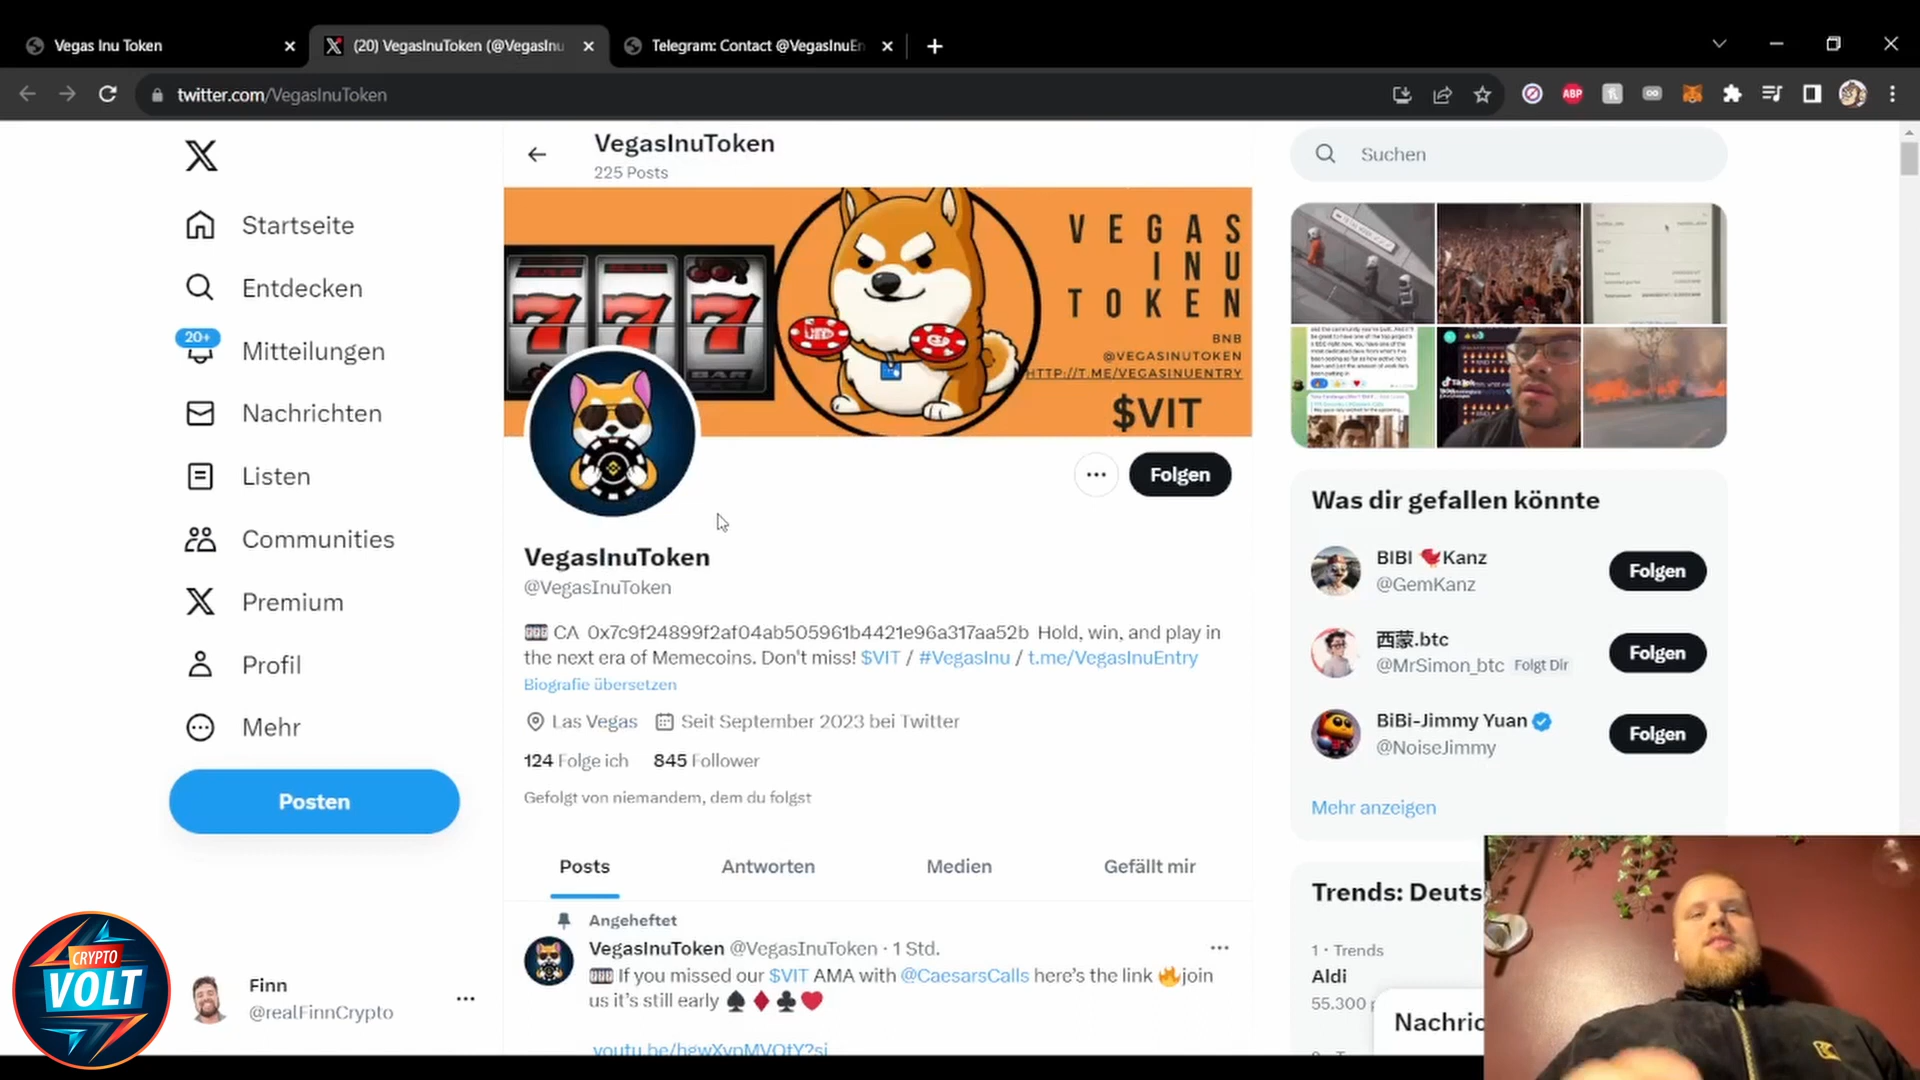 Vegas Inu Token
(20) VegasInuToken (@VegasInu
Telegram: Contact @VegasInuEn
twitter.com/VegasInuToken
ABP
VegasInuToken
225 Posts
Suchen
Startseite
Entdecken
20+
Mitteilungen
Nachrichten
Listen
Communities
Premium
Profil
Mehr
Posten
Finn
@realFinnCrypto
CRYPTO
VOLT
7 7 7
BAR
VEGAS
INU
TOKEN
BNB
@VEGASINUTOKEN
HTTP://T.ME/VEGASINUENTRY
$VIT
Folgen
VegasInuToken
@VegasInuToken
CA 0x7c9f24899f2af04ab505961b4421e96a317aa52b Hold, win, and play in
the next era of Memecoins. Don't miss! $VIT / #VegasInu / t.me/VegasInuEntry
Biografie übersetzen
Las Vegas Seit September 2023 bei Twitter
124 Folge ich 845 Follower
Gefolgt von niemandem, dem du folgst
Posts Antworten Medien Gefällt mir
Angeheftet
VegasInuToken @VegasInuToken · 1 Std.
If you missed our $VIT AMA with @CaesarsCalls here's the link 🔥join
us it's still early ♠️ ♦️ ♣️ ❤️
youtu.be/hgwXvpMVQfY?si
Was dir gefallen könnte
BIBI Kanz
@GemKanz
Folgen
西蒙.btc
@MrSimon_btc Folgt Dir
Folgen
BiBi-Jimmy Yuan
@NoiseJimmy
Folgen
Mehr anzeigen
Trends: Deuts
1 · Trends
Aldi
55.300
Nachric